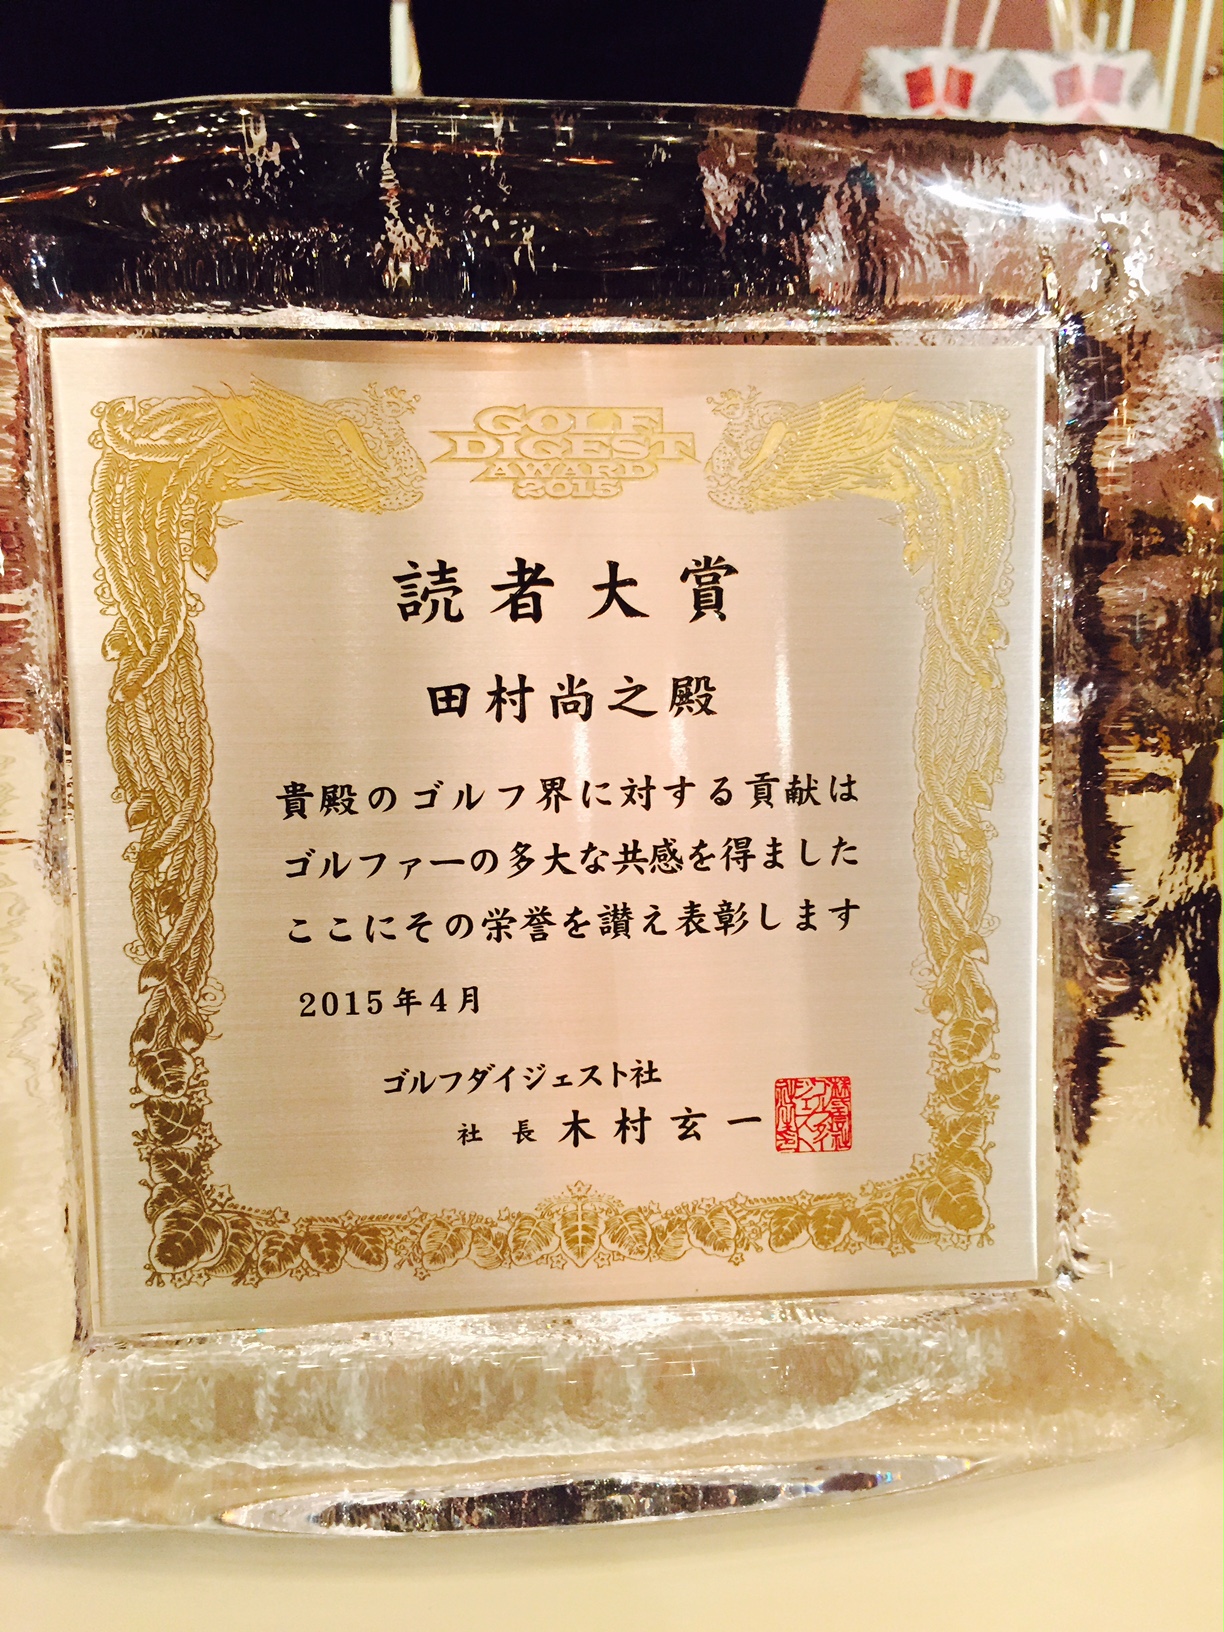 GOLF
DIGEST
AWARD
2015
読者大賞
田村尚之殿
貴殿のゴルフ界に対する貢献は
ゴルファーの多大な共感を得ました
ここにその栄誉を讃え表彰します
2015年4月
ゴルフダイジェスト社
社長 木村玄一